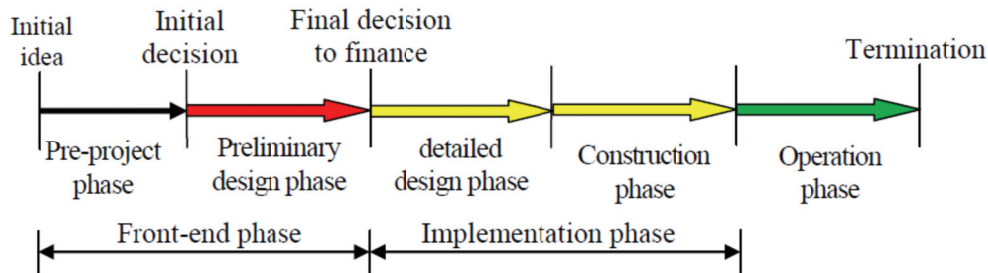 Initial
idea
Initial
decision
Final decision
to finance
Termination
Pre-project
phase
Preliminary
design phase
detailed
design phase
Construction
phase
Operation
phase
Front-end phase
Implementation phase